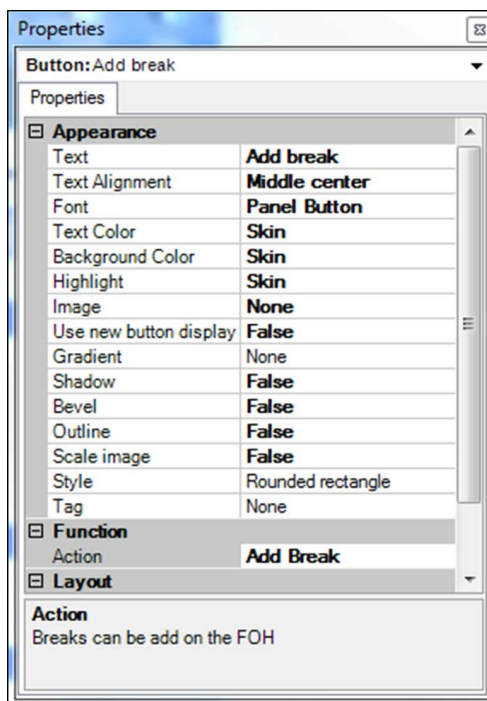 Properties
Button: Add break
Properties
Appearance
Text Add break
Text Alignment Middle center
Font Panel Button
Text Color Skin
Background Color Skin
Highlight Skin
Image None
Use new button display False
Gradient None
Shadow False
Bevel False
Outline False
Scale image False
Style Rounded rectangle
Tag None
Function
Action Add Break
Layout
Action
Breaks can be add on the FOH